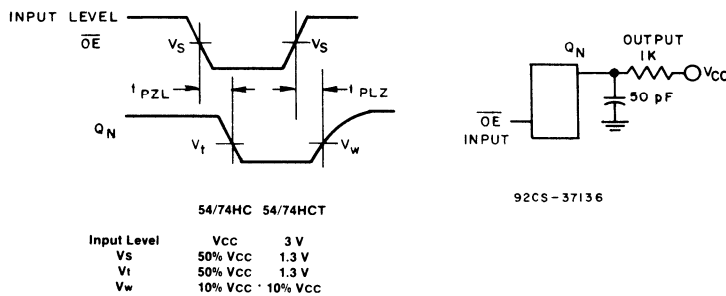 INPUT LEVEL
OE
VS
VS
t PZL
t PLZ
QN
Vt
Vw
QN
OUTPUT
1K
VCC
50 pF
OE
INPUT
92CS-37136
54/74HC 54/74HCT
Input Level VCC 3 V
VS 50% VCC 1.3 V
Vt 50% VCC 1.3 V
Vw 10% VCC 10% VCC